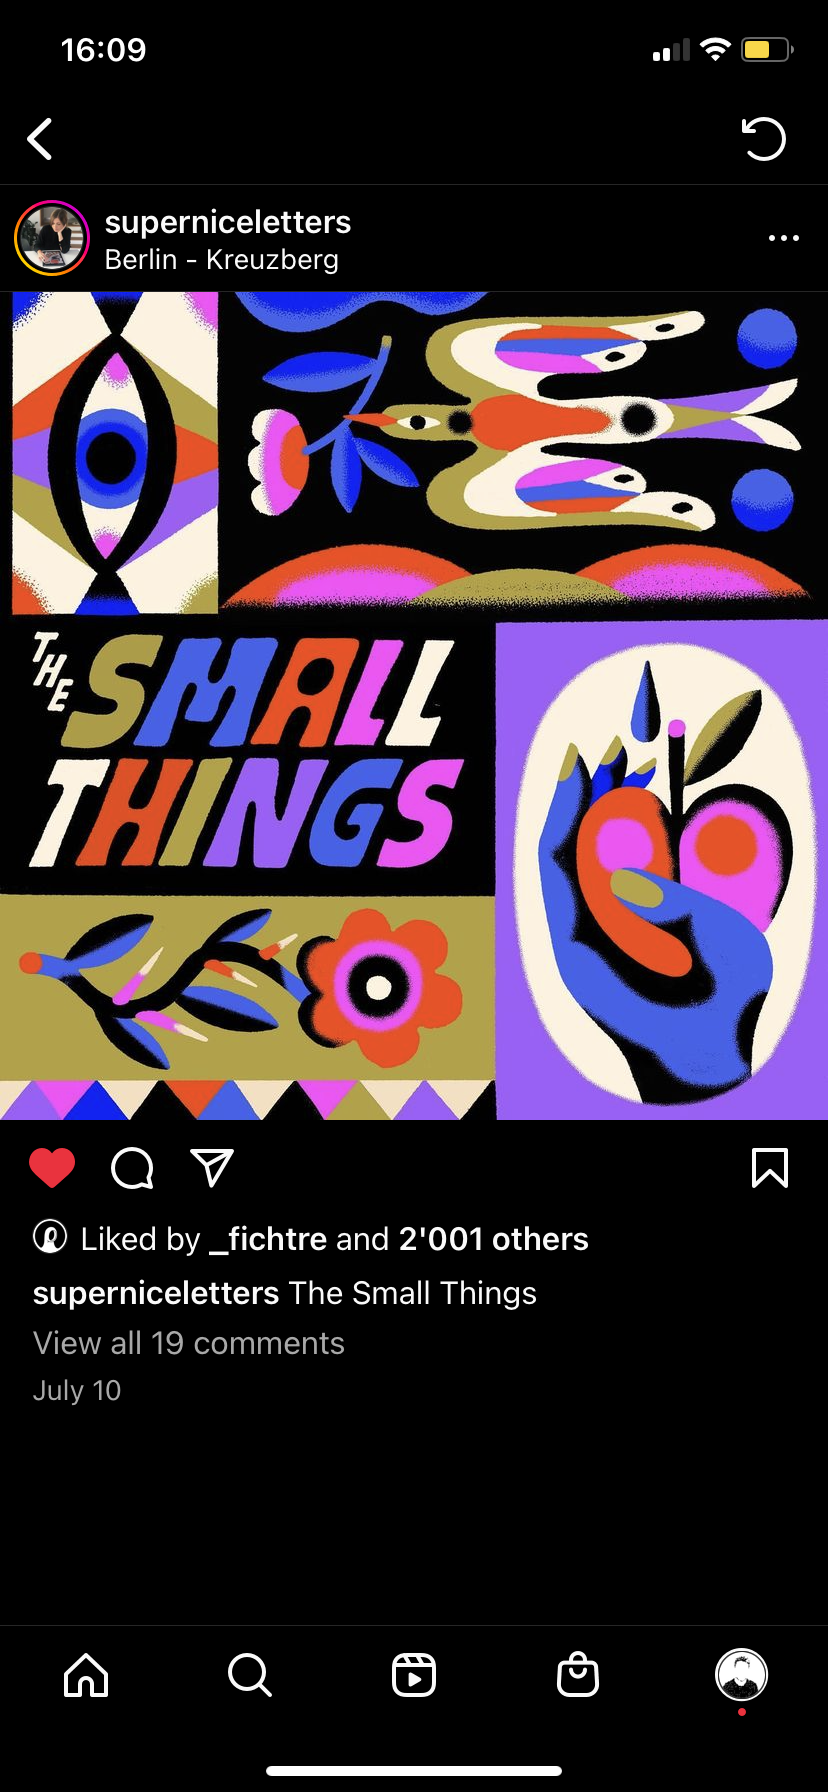 16:09
superniceletters
Berlin - Kreuzberg
THE SMALL
THINGS
Liked by _fichtre and 2'001 others
superniceletters The Small Things
View all 19 comments
July 10